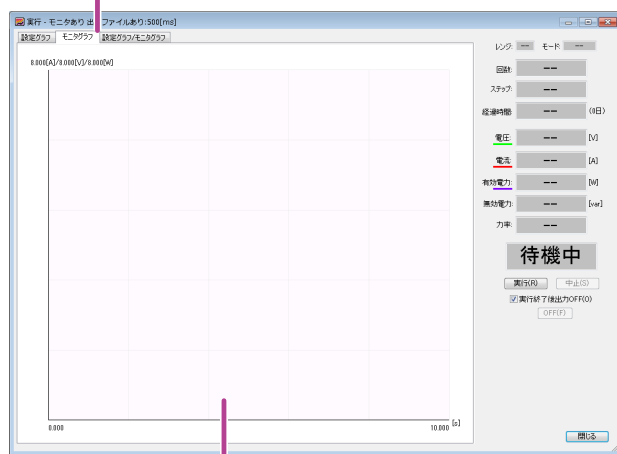 実行 - モニタあり 出力ファイルあり:500[ms]
設定グラフ モニタグラフ 設定グラフ/モニタグラフ
8.000[A]/8.000[V]/8.000[W]
0.000
10.000 [s]
レンジ: -- モード: --
回数: --
ステップ: --
経過時間: -- (0日)
電圧: -- [V]
電流: -- [A]
有効電力: -- [W]
無効電力: -- [var]
力率: --
待機中
実行(R) 中止(S)
実行終了後出力OFF(O)
OFF(F)
閉じる